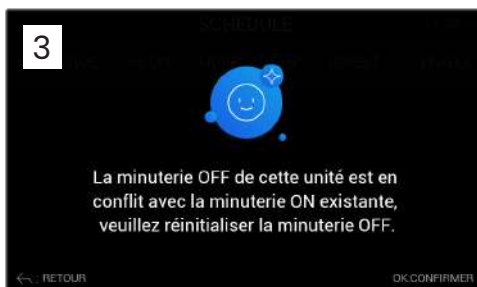 SCHEDULE
3
La minuterie OFF de cette unité est en
conflit avec la minuterie ON existante,
veuillez réinitialiser la minuterie OFF.
RETOUR
OK:CONFIRMER